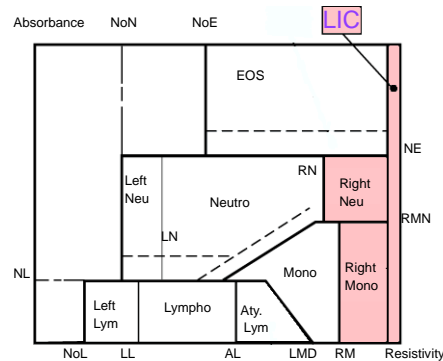 Absorbance NoN NoE LIC
EOS
NE
RN
Left
Neu
Neutro
Right
Neu
RMN
LN
NL
Mono
Right
Mono
Left
Lym
Lympho
Aty.
Lym
NoL LL AL LMD RM Resistivity